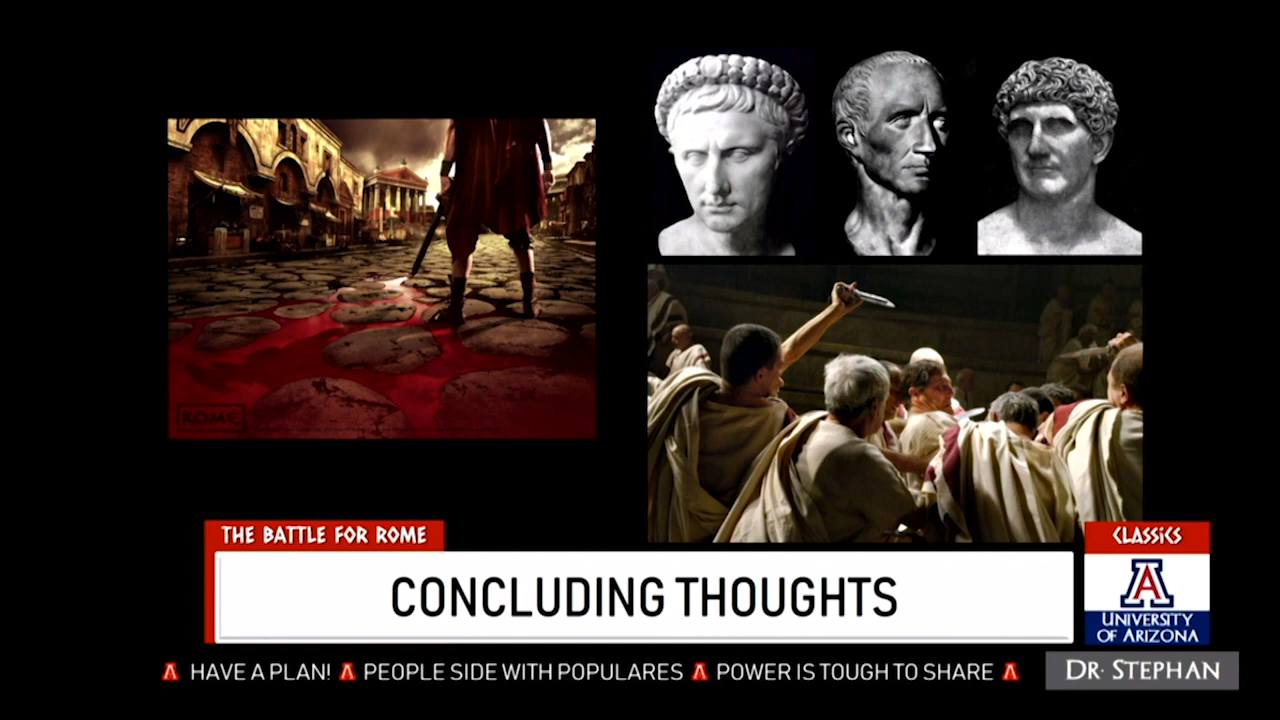 ROME
THE BATTLE FOR ROME
CLASSICS
CONCLUDING THOUGHTS
A
UNIVERSITY
OF ARIZONA
HAVE A PLAN! PEOPLE SIDE WITH POPULARES POWER IS TOUGH TO SHARE
DR. STEPHAN